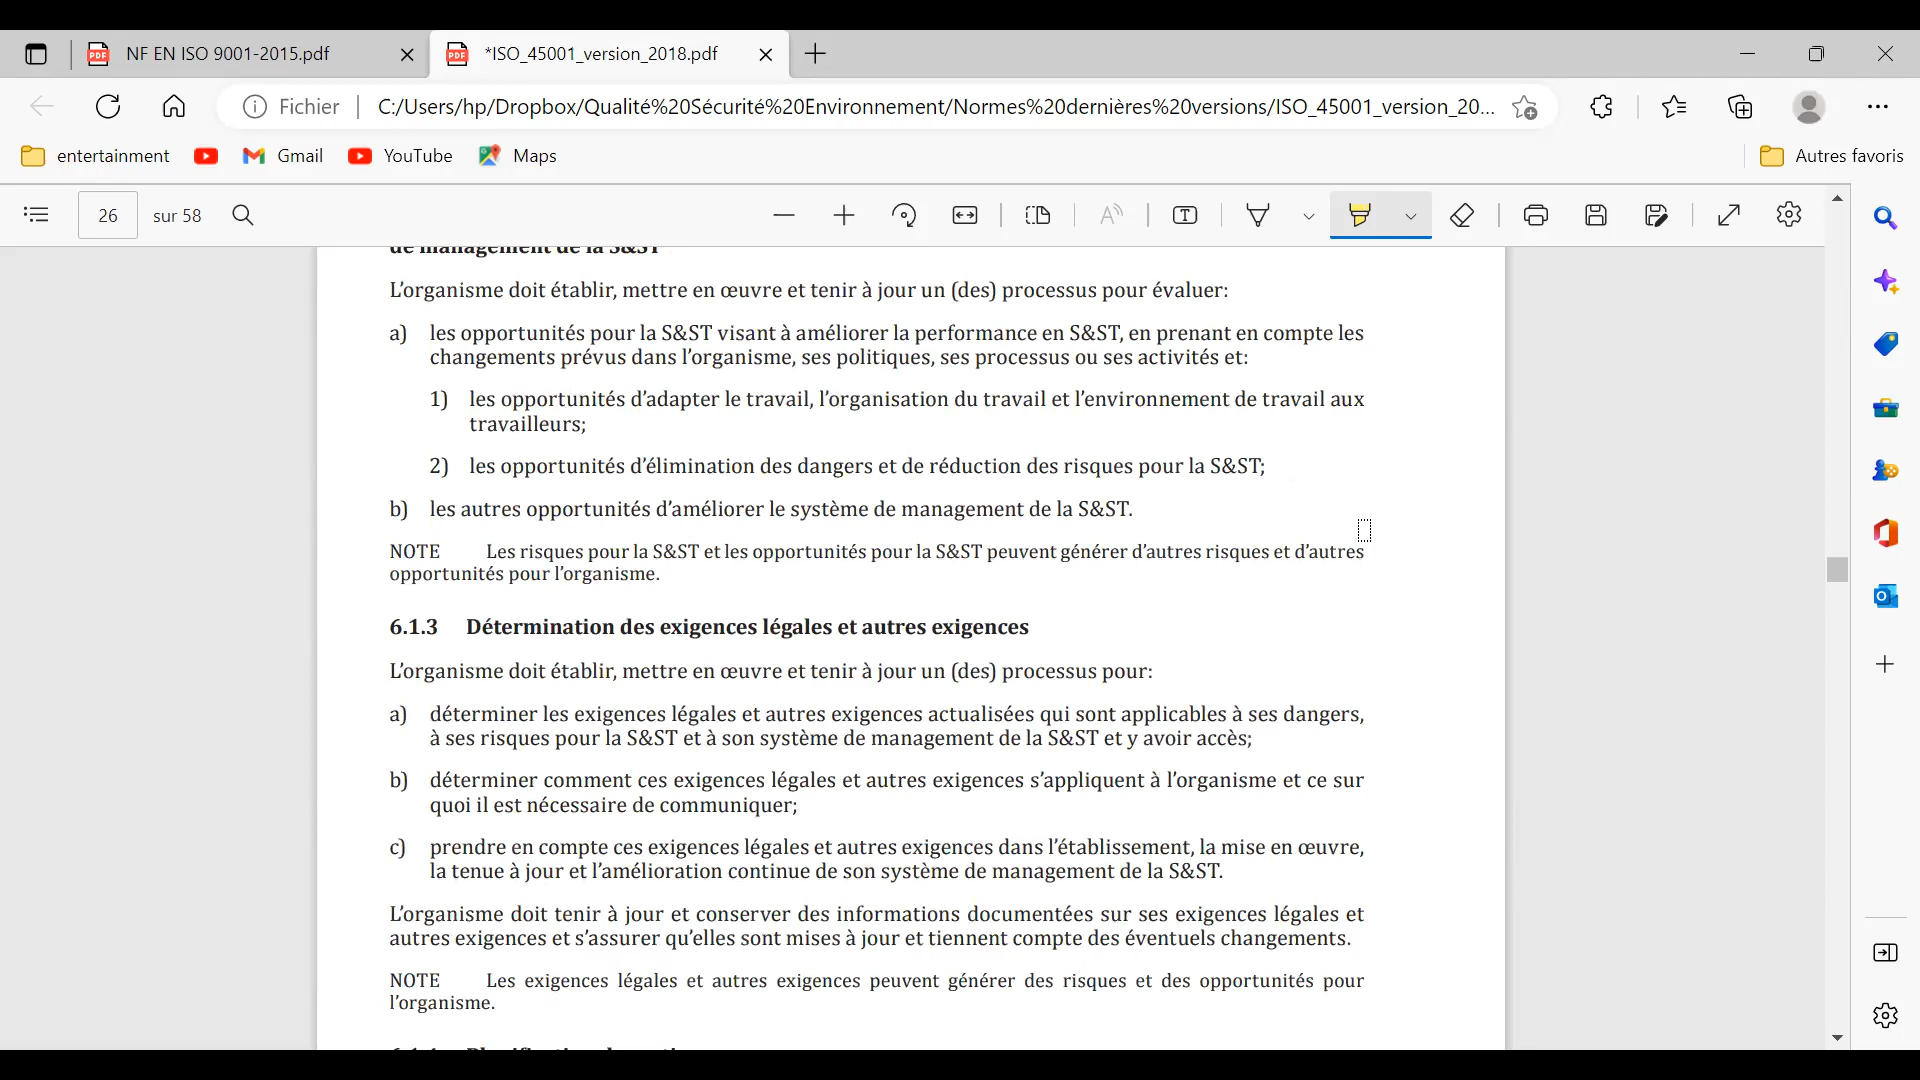 NF EN ISO 9001-2015.pdf
*ISO_45001_version_2018.pdf
Fichier
C:/Users/hp/Dropbox/Qualité%20Sécurité%20Environnement/Normes%20dernières%20versions/ISO_45001_version_20...
entertainment
Gmail
YouTube
Maps
Autres favoris
26 sur 58
de management de la S&ST
L’organisme doit établir, mettre en œuvre et tenir à jour un (des) processus pour évaluer:
a) les opportunités pour la S&ST visant à améliorer la performance en S&ST, en prenant en compte les
changements prévus dans l’organisme, ses politiques, ses processus ou ses activités et:
1) les opportunités d’adapter le travail, l’organisation du travail et l’environnement de travail aux
travailleurs;
2) les opportunités d’élimination des dangers et de réduction des risques pour la S&ST;
b) les autres opportunités d’améliorer le système de management de la S&ST.
NOTE Les risques pour la S&ST et les opportunités pour la S&ST peuvent générer d’autres risques et d’autres
opportunités pour l’organisme.
6.1.3 Détermination des exigences légales et autres exigences
L’organisme doit établir, mettre en œuvre et tenir à jour un (des) processus pour:
a) déterminer les exigences légales et autres exigences actualisées qui sont applicables à ses dangers,
à ses risques pour la S&ST et à son système de management de la S&ST et y avoir accès;
b) déterminer comment ces exigences légales et autres exigences s’appliquent à l’organisme et ce sur
quoi il est nécessaire de communiquer;
c) prendre en compte ces exigences légales et autres exigences dans l’établissement, la mise en œuvre,
la tenue à jour et l’amélioration continue de son système de management de la S&ST.
L’organisme doit tenir à jour et conserver des informations documentées sur ses exigences légales et
autres exigences et s’assurer qu’elles sont mises à jour et tiennent compte des éventuels changements.
NOTE Les exigences légales et autres exigences peuvent générer des risques et des opportunités pour
l’organisme.